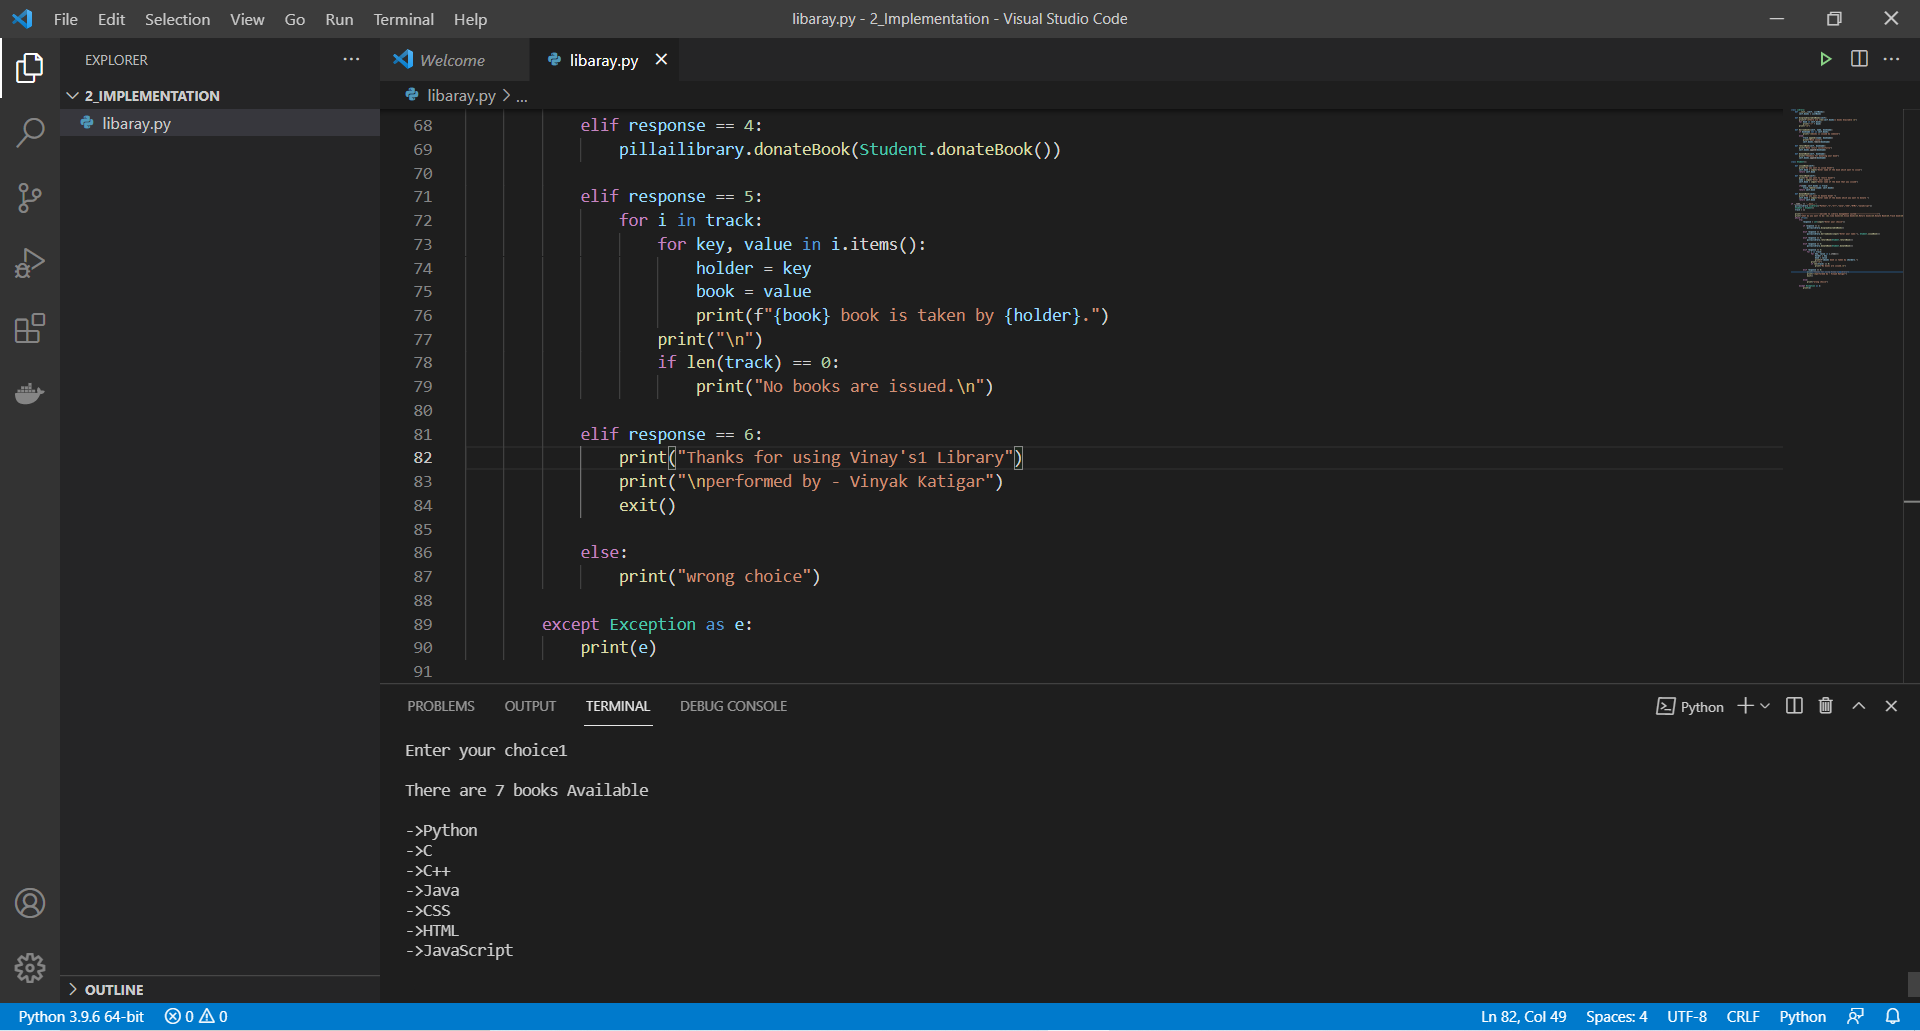 File Edit Selection View Go Run Terminal Help
libaray.py - 2_Implementation - Visual Studio Code
EXPLORER
Welcome
libaray.py
2_IMPLEMENTATION
libaray.py
libaray.py > ...
68 elif response == 4:
69 pillailibrary.donateBook(Student.donateBook())
70
71 elif response == 5:
72 for i in track:
73 for key, value in i.items():
74 holder = key
75 book = value
76 print(f"{book} book is taken by {holder}.")
77 print("\n")
78 if len(track) == 0:
79 print("No books are issued.\n")
80
81 elif response == 6:
82 print("Thanks for using Vinay's1 Library")
83 print("\nperformed by - Vinyak Katigar")
84 exit()
85
86 else:
87 print("wrong choice")
88
89 except Exception as e:
90 print(e)
91
PROBLEMS OUTPUT TERMINAL DEBUG CONSOLE
Python
Enter your choice1
There are 7 books Available
->Python
->C
->C++
->Java
->CSS
->HTML
->JavaScript
OUTLINE
Python 3.9.6 64-bit 0 0
Ln 82, Col 49 Spaces: 4 UTF-8 CRLF Python